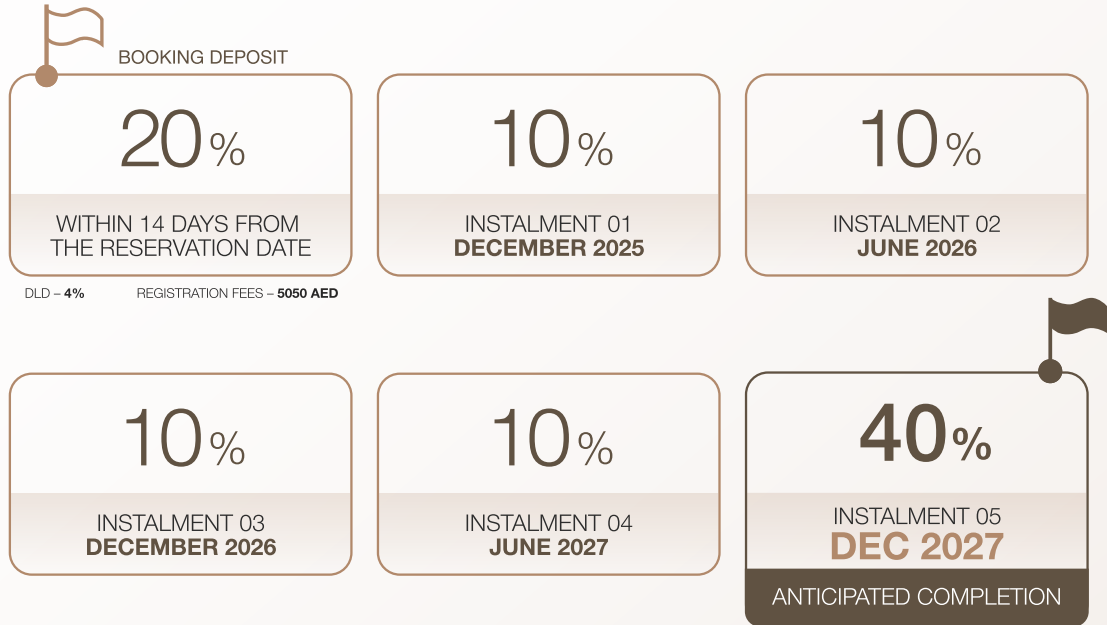 BOOKING DEPOSIT
20%
WITHIN 14 DAYS FROM
THE RESERVATION DATE
DLD – 4%
REGISTRATION FEES – 5050 AED
10%
INSTALMENT 01
DECEMBER 2025
10%
INSTALMENT 02
JUNE 2026
10%
INSTALMENT 03
DECEMBER 2026
10%
INSTALMENT 04
JUNE 2027
40%
INSTALMENT 05
DEC 2027
ANTICIPATED COMPLETION